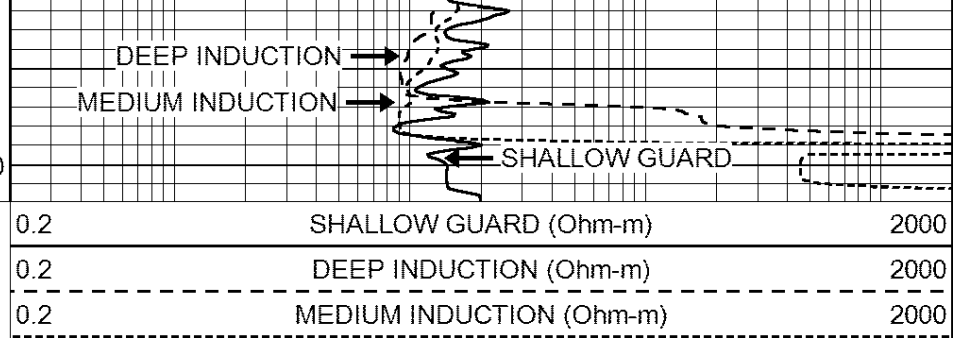 DEEP INDUCTION
MEDIUM INDUCTION
SHALLOW GUARD
0.2 SHALLOW GUARD (Ohm-m) 2000
0.2 DEEP INDUCTION (Ohm-m) 2000
0.2 MEDIUM INDUCTION (Ohm-m) 2000